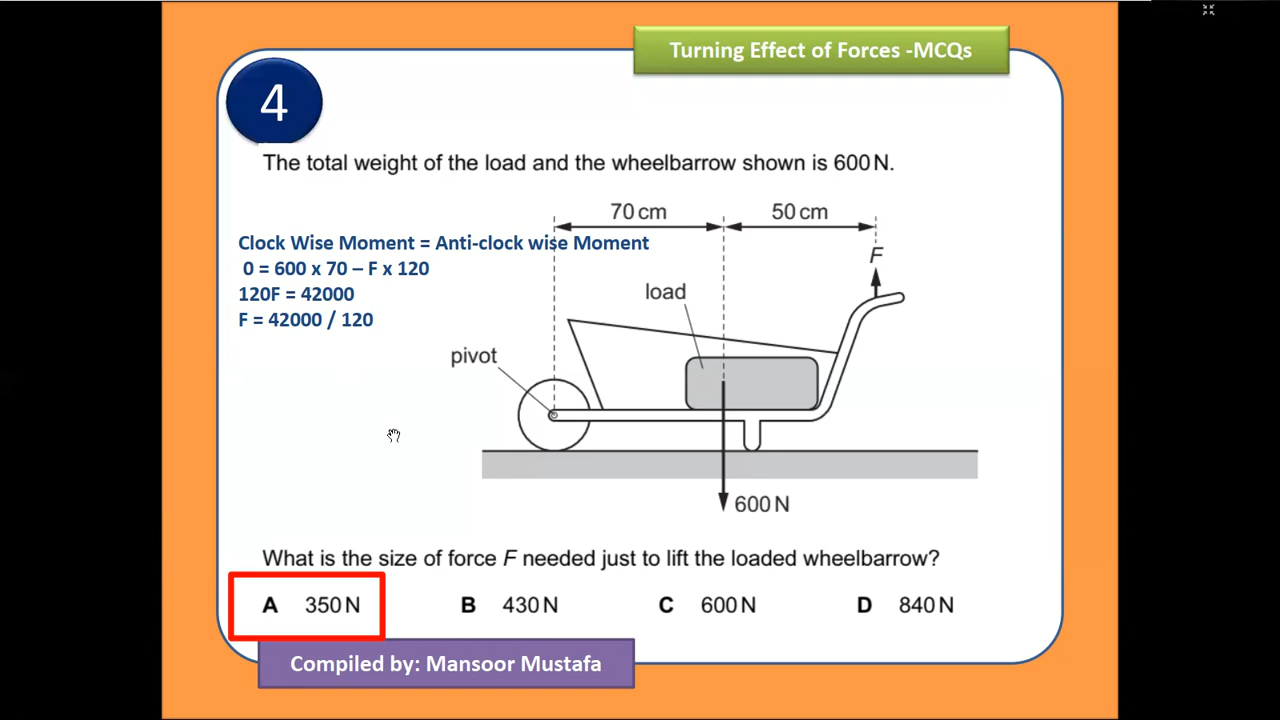 Turning Effect of Forces -MCQs
4
The total weight of the load and the wheelbarrow shown is 600 N.
70 cm
50 cm
Clock Wise Moment = Anti-clock wise Moment
0 = 600 x 70 – F x 120
120F = 42000
F = 42000 / 120
F
load
pivot
600 N
What is the size of force F needed just to lift the loaded wheelbarrow?
A 350 N B 430 N C 600 N D 840 N
Compiled by: Mansoor Mustafa